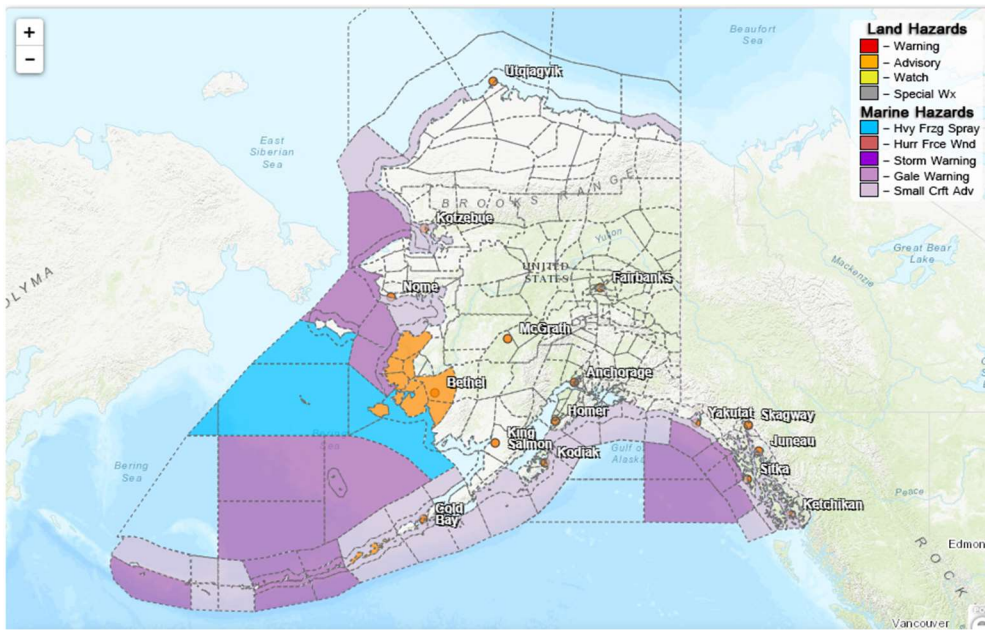 +
−
Beaufort
Sea
Land Hazards
– Warning
– Advisory
– Watch
– Special Wx
Marine Hazards
– Hvy Frzg Spray
– Hurr Frce Wnd
– Storm Warning
– Gale Warning
– Small Crft Adv
Utqiagvik
East
Siberian
Sea
BROOKS RANGE
Kotzebue
Yukon
Great Bear
Lake
OLYMA
Mackenzie
UNITED
STATES
Fairbanks
Nome
McGrath
Anchorage
Bethel
Homer
Yakutat
Skagway
King
Salmon
Juneau
Kodiak
Gulf of
Alaska
Sitka
Bering
Sea
Peace
Cold
Bay
Ketchikan
ROCK
Edmon
Vancouver